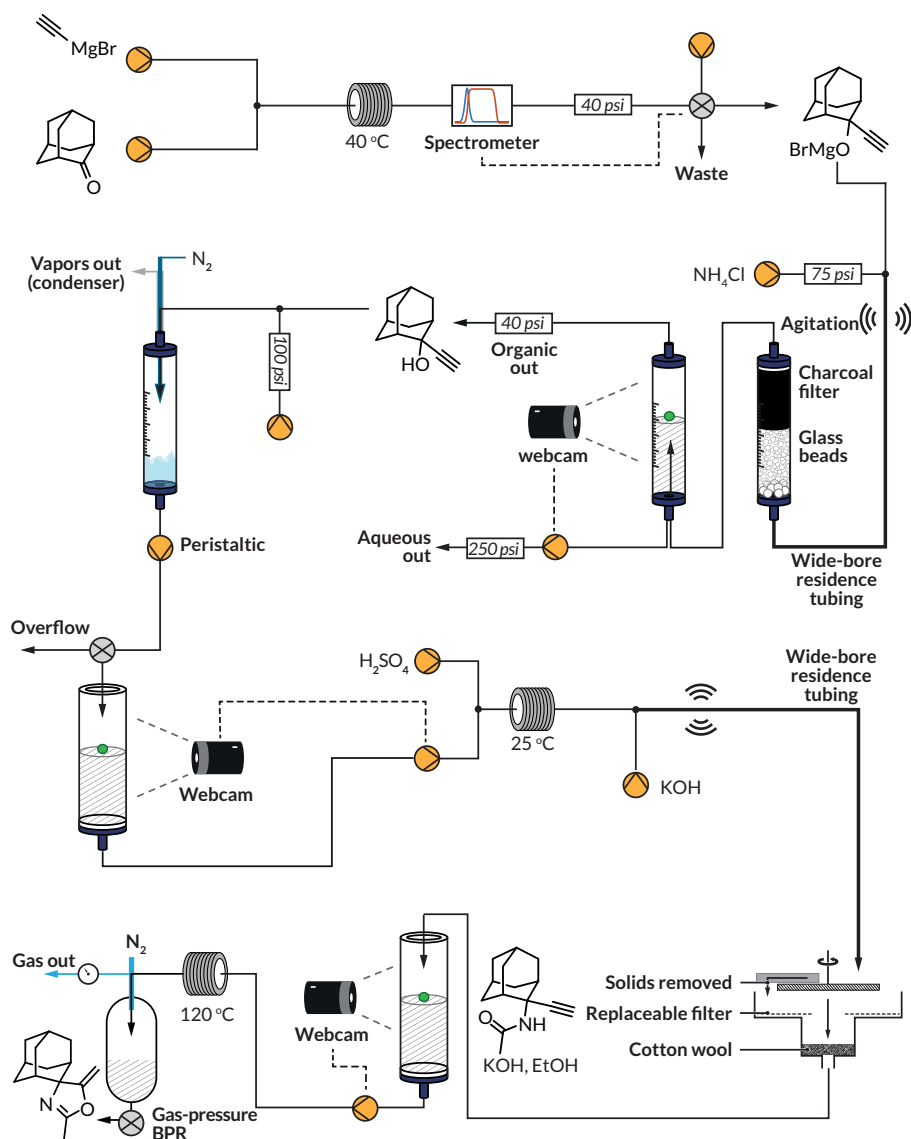 MgBr
O
40 °C
Spectrometer
40 psi
Waste
BrMgO
Vapors out
(condenser)
N₂
100 psi
HO
40 psi
Organic
out
webcam
Aqueous
out
250 psi
NH₄Cl
75 psi
Agitation
Charcoal
filter
Glass
beads
Wide-bore
residence
tubing
Peristaltic
Overflow
Webcam
H₂SO₄
25 °C
KOH
Wide-bore
residence
tubing
Gas out
N₂
120 °C
Webcam
O
NH
KOH, EtOH
Solids removed
Replaceable filter
Cotton wool
N
O
Gas-pressure
BPR